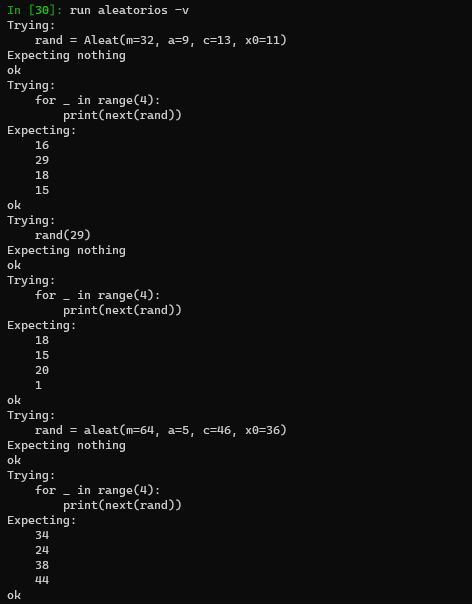 In [30]: run aleatorios -v
Trying:
    rand = Aleat(m=32, a=9, c=13, x0=11)
Expecting nothing
ok
Trying:
    for _ in range(4):
        print(next(rand))
Expecting:
    16
    29
    18
    15
ok
Trying:
    rand(29)
Expecting nothing
ok
Trying:
    for _ in range(4):
        print(next(rand))
Expecting:
    18
    15
    20
    1
ok
Trying:
    rand = aleat(m=64, a=5, c=46, x0=36)
Expecting nothing
ok
Trying:
    for _ in range(4):
        print(next(rand))
Expecting:
    34
    24
    38
    44
ok